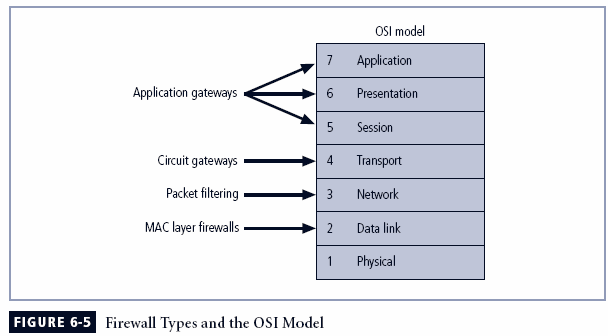 OSI model
7 Application
Application gateways 6 Presentation
5 Session
Circuit gateways 4 Transport
Packet filtering 3 Network
MAC layer firewalls 2 Data link
1 Physical
FIGURE 6-5 Firewall Types and the OSI Model